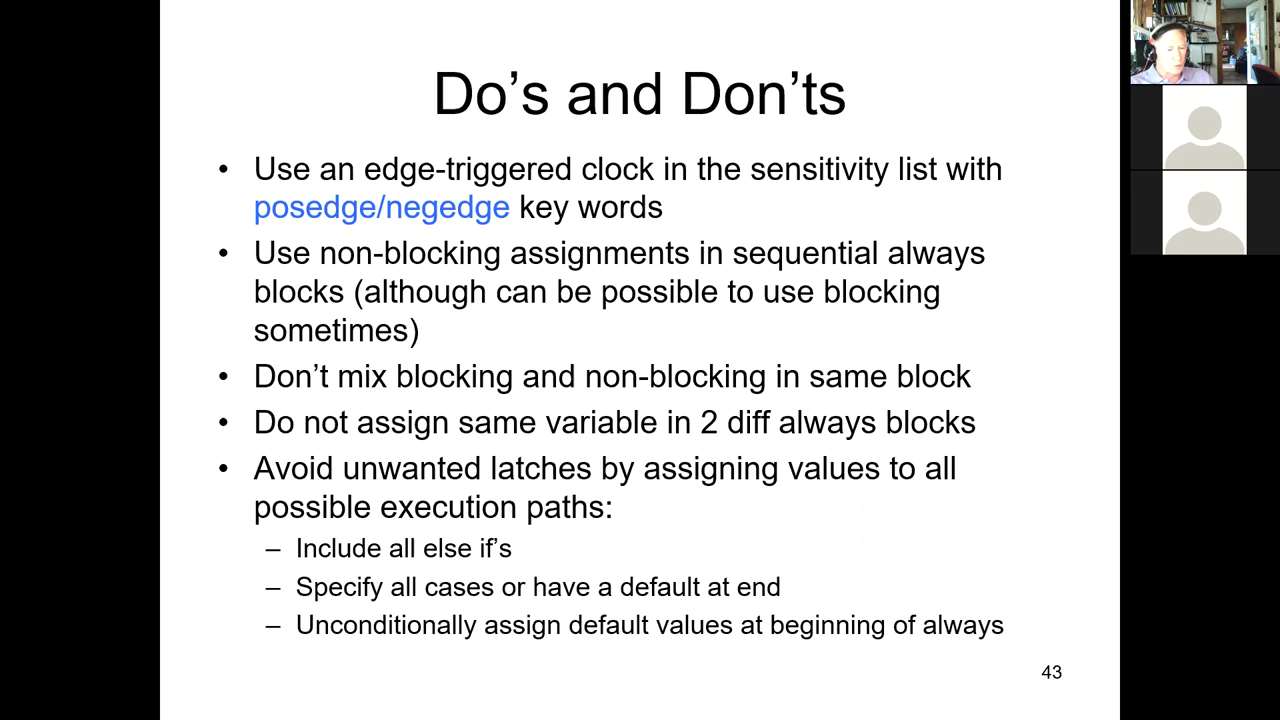 Do’s and Don’ts
• Use an edge-triggered clock in the sensitivity list with
posedge/negedge key words
• Use non-blocking assignments in sequential always
blocks (although can be possible to use blocking
sometimes)
• Don’t mix blocking and non-blocking in same block
• Do not assign same variable in 2 diff always blocks
• Avoid unwanted latches by assigning values to all
possible execution paths:
– Include all else if’s
– Specify all cases or have a default at end
– Unconditionally assign default values at beginning of always
43